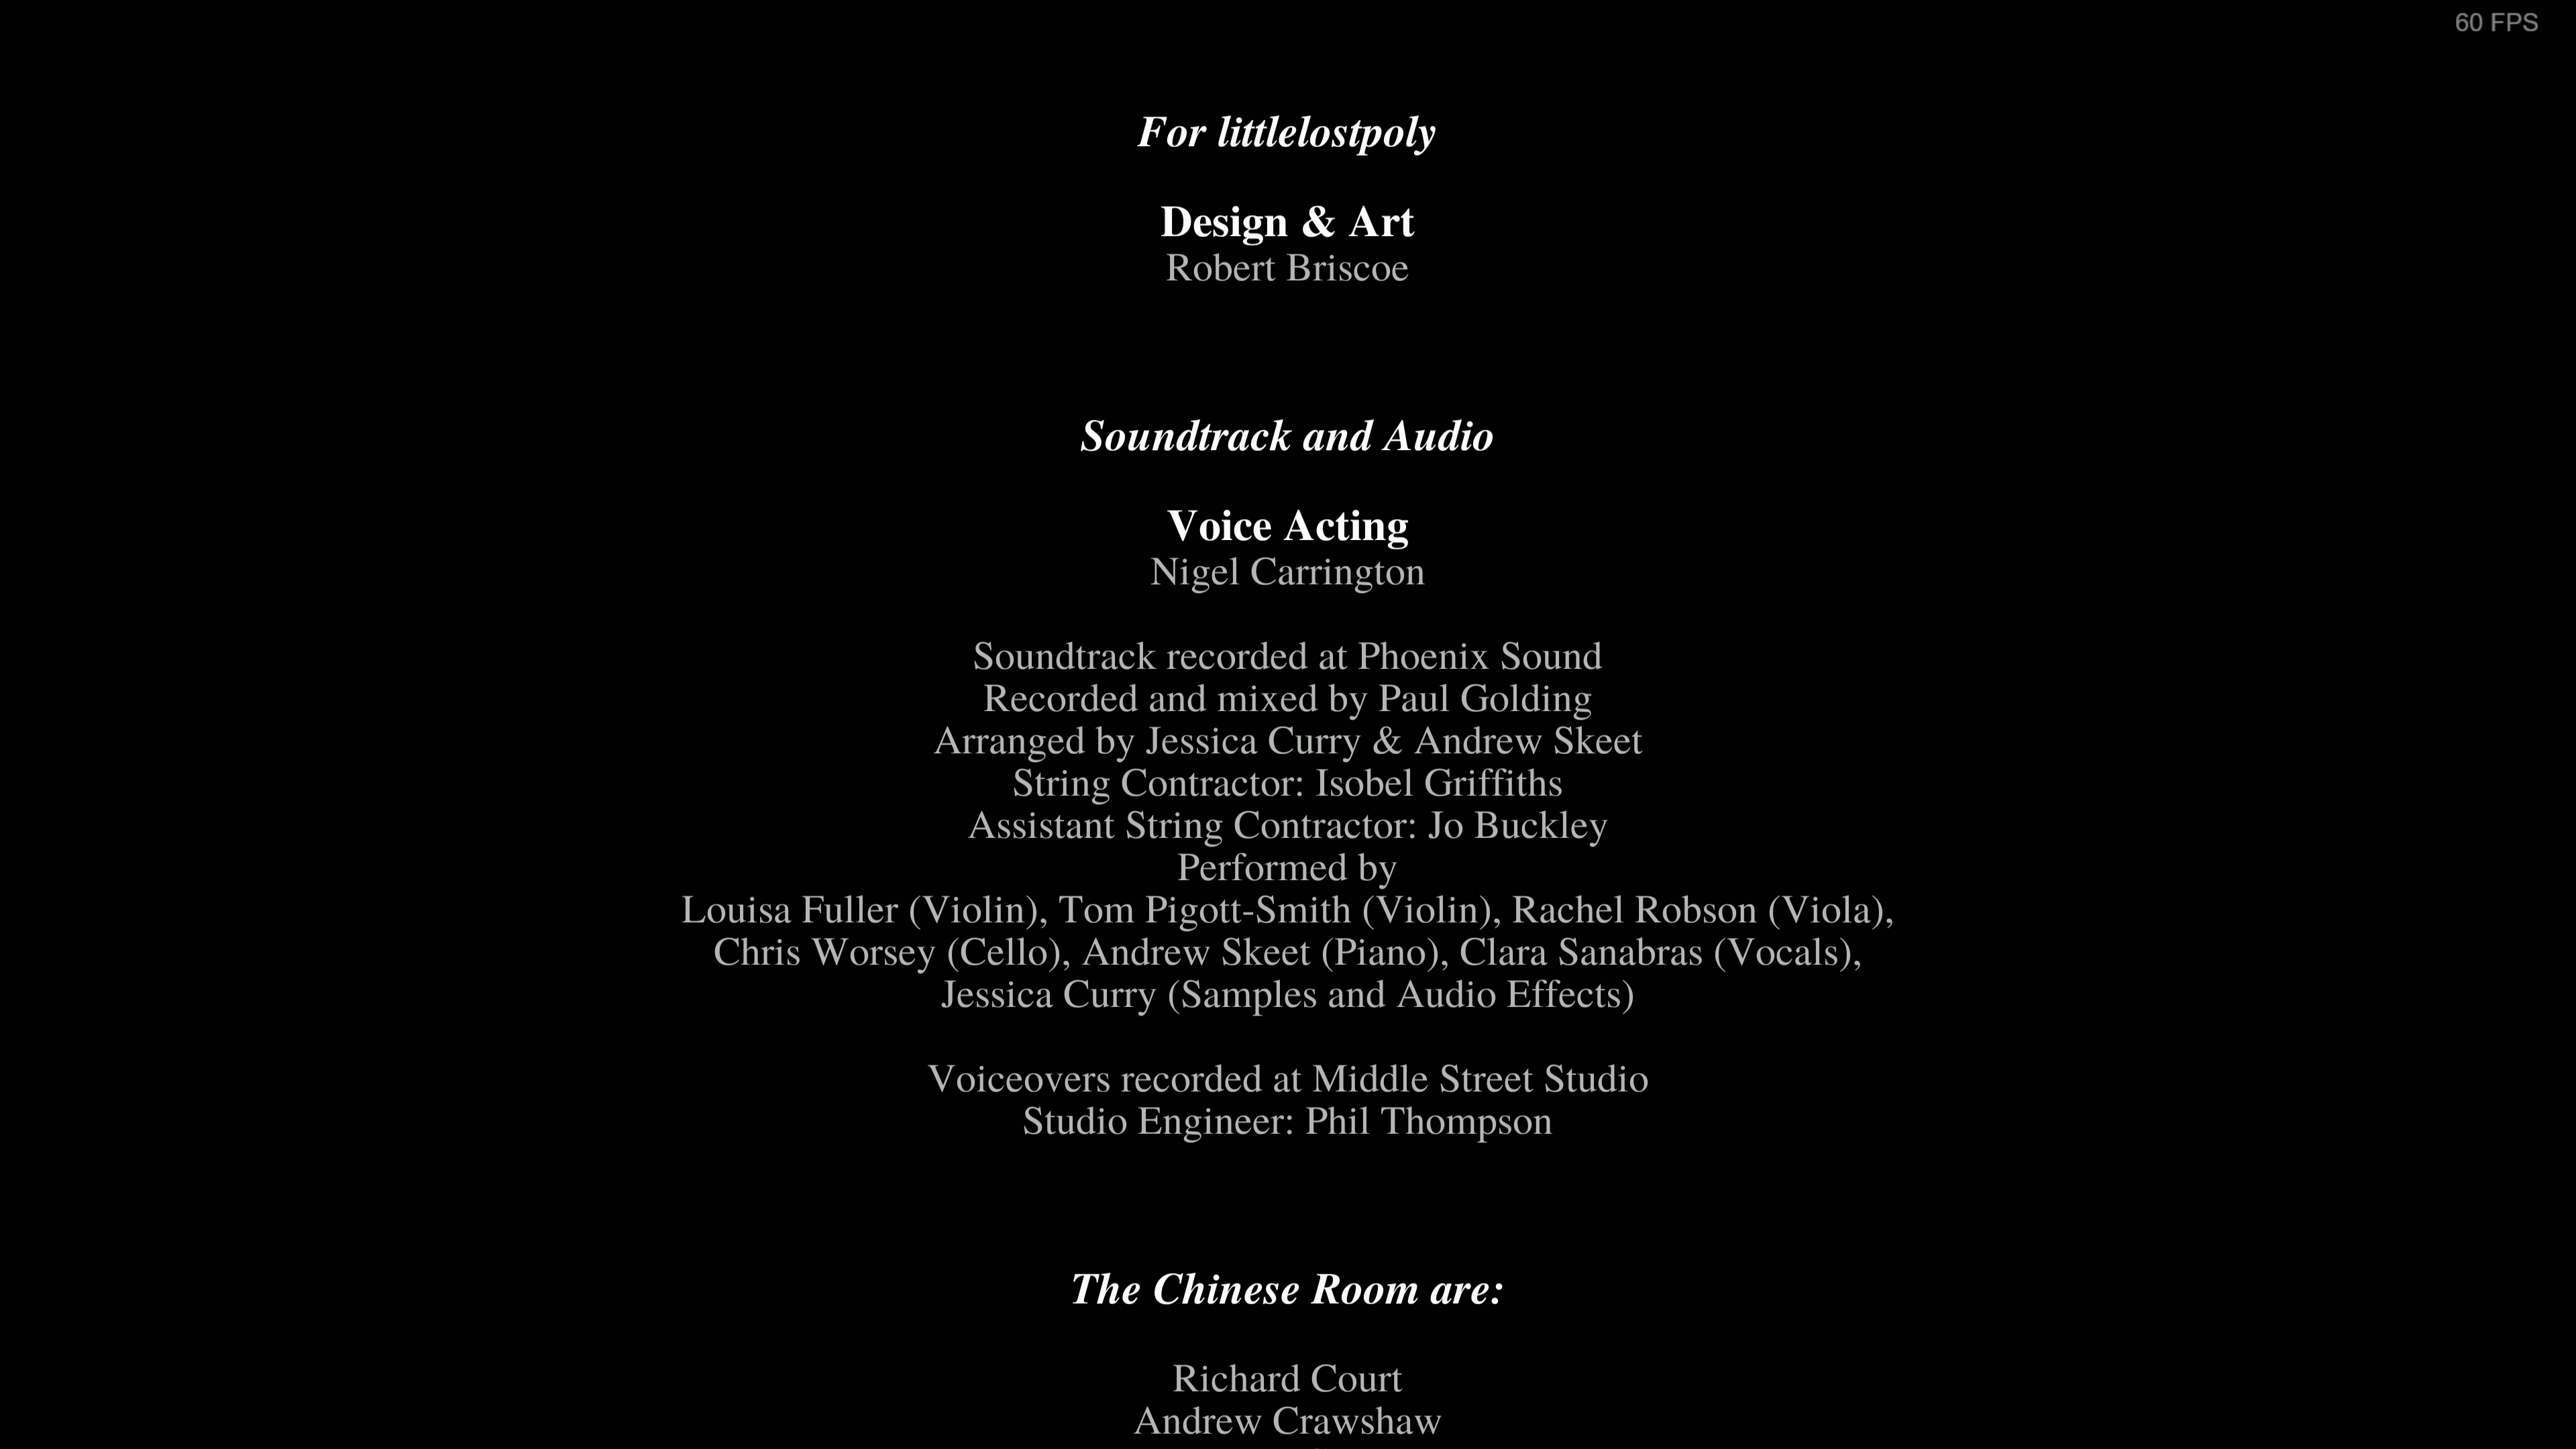 60 FPS
For littlelostpoly
Design & Art
Robert Briscoe
Soundtrack and Audio
Voice Acting
Nigel Carrington
Soundtrack recorded at Phoenix Sound
Recorded and mixed by Paul Golding
Arranged by Jessica Curry & Andrew Skeet
String Contractor: Isobel Griffiths
Assistant String Contractor: Jo Buckley
Performed by
Louisa Fuller (Violin), Tom Pigott-Smith (Violin), Rachel Robson (Viola),
Chris Worsey (Cello), Andrew Skeet (Piano), Clara Sanabras (Vocals),
Jessica Curry (Samples and Audio Effects)
Voiceovers recorded at Middle Street Studio
Studio Engineer: Phil Thompson
The Chinese Room are:
Richard Court
Andrew Crawshaw